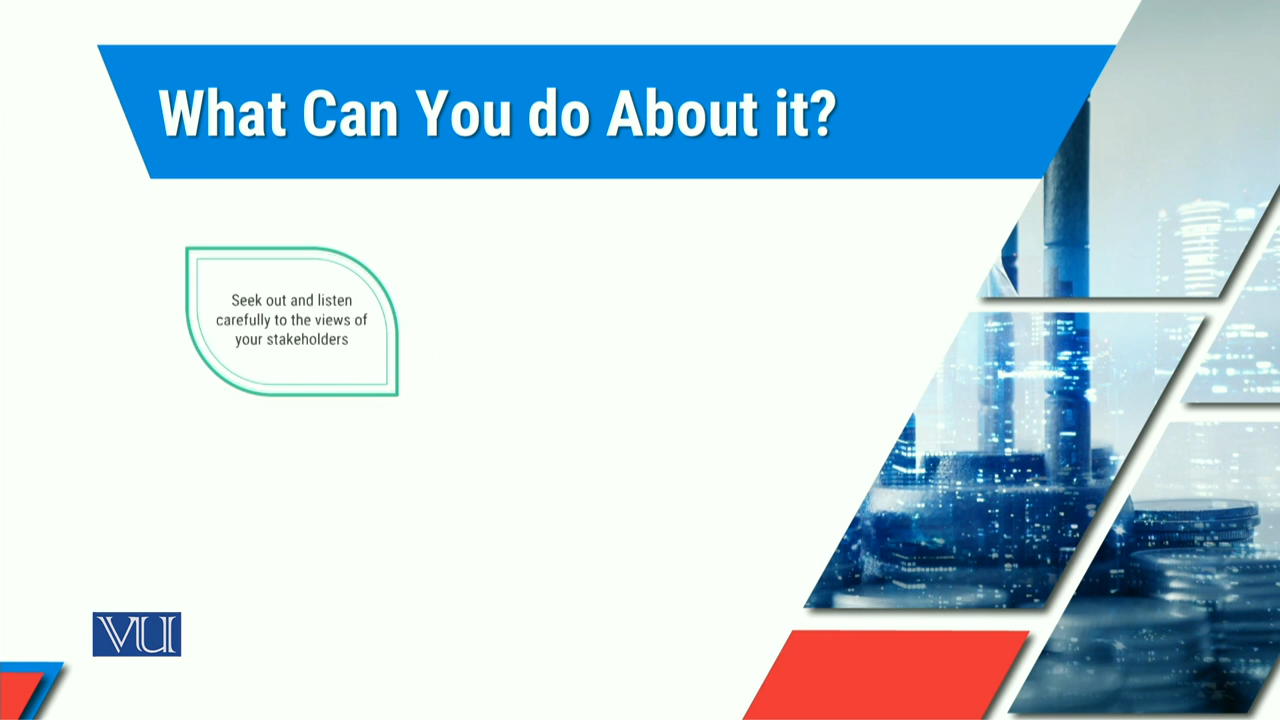 What Can You do About it?
Seek out and listen
carefully to the views of
your stakeholders
VU